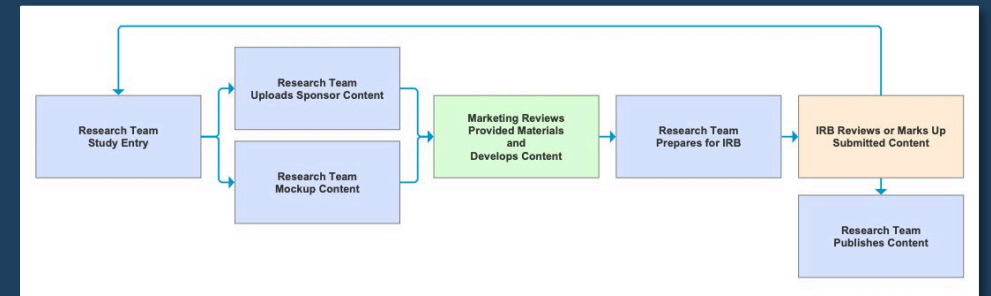 Research Team
Study Entry
Research Team
Uploads Sponsor Content
Research Team
Mockup Content
Marketing Reviews
Provided Materials
and
Develops Content
Research Team
Prepares for IRB
IRB Reviews or Marks Up
Submitted Content
Research Team
Publishes Content